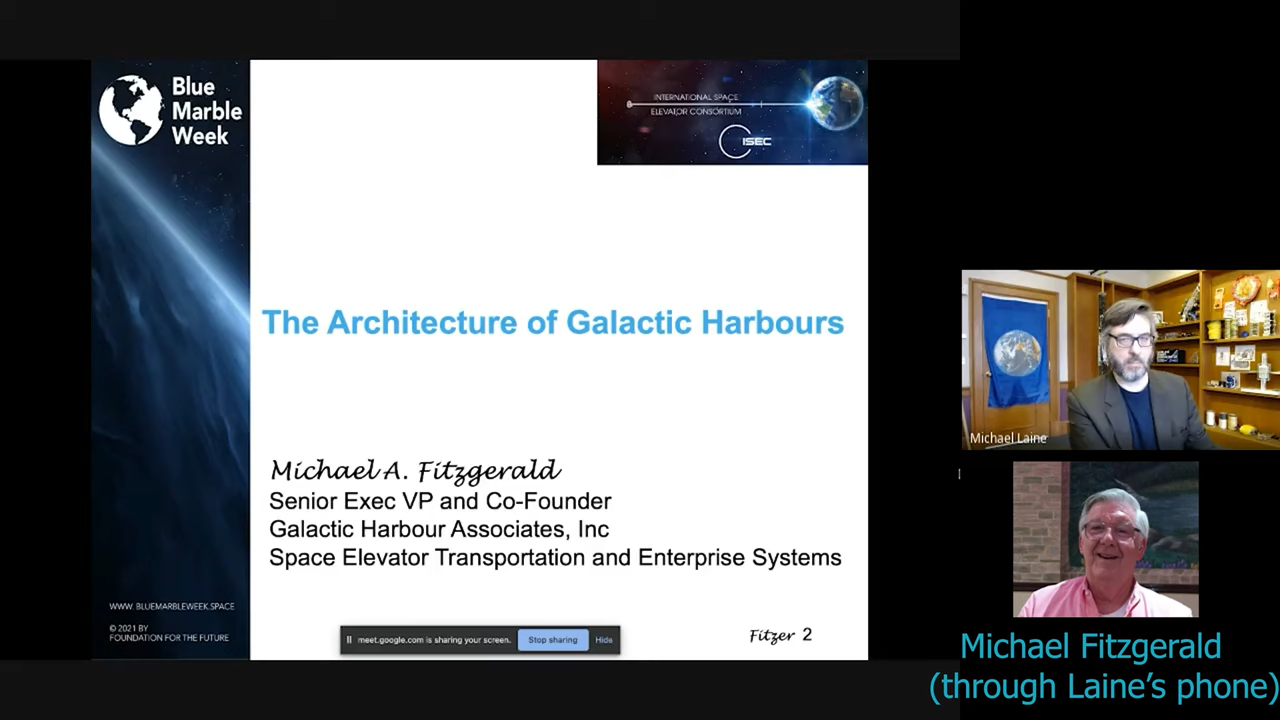 Blue
Marble
Week
INTERNATIONAL SPACE
ELEVATOR CONSORTIUM
ISEC
The Architecture of Galactic Harbours
Michael A. Fitzgerald
Senior Exec VP and Co-Founder
Galactic Harbour Associates, Inc
Space Elevator Transportation and Enterprise Systems
WWW. BLUEMARBLEWEEK.SPACE
© 2021 BY
FOUNDATION FOR THE FUTURE
meet.google.com is sharing your screen.
Stop sharing
Hide
Fitzer 2
Michael Laine
Michael Fitzgerald
(through Laine's phone)